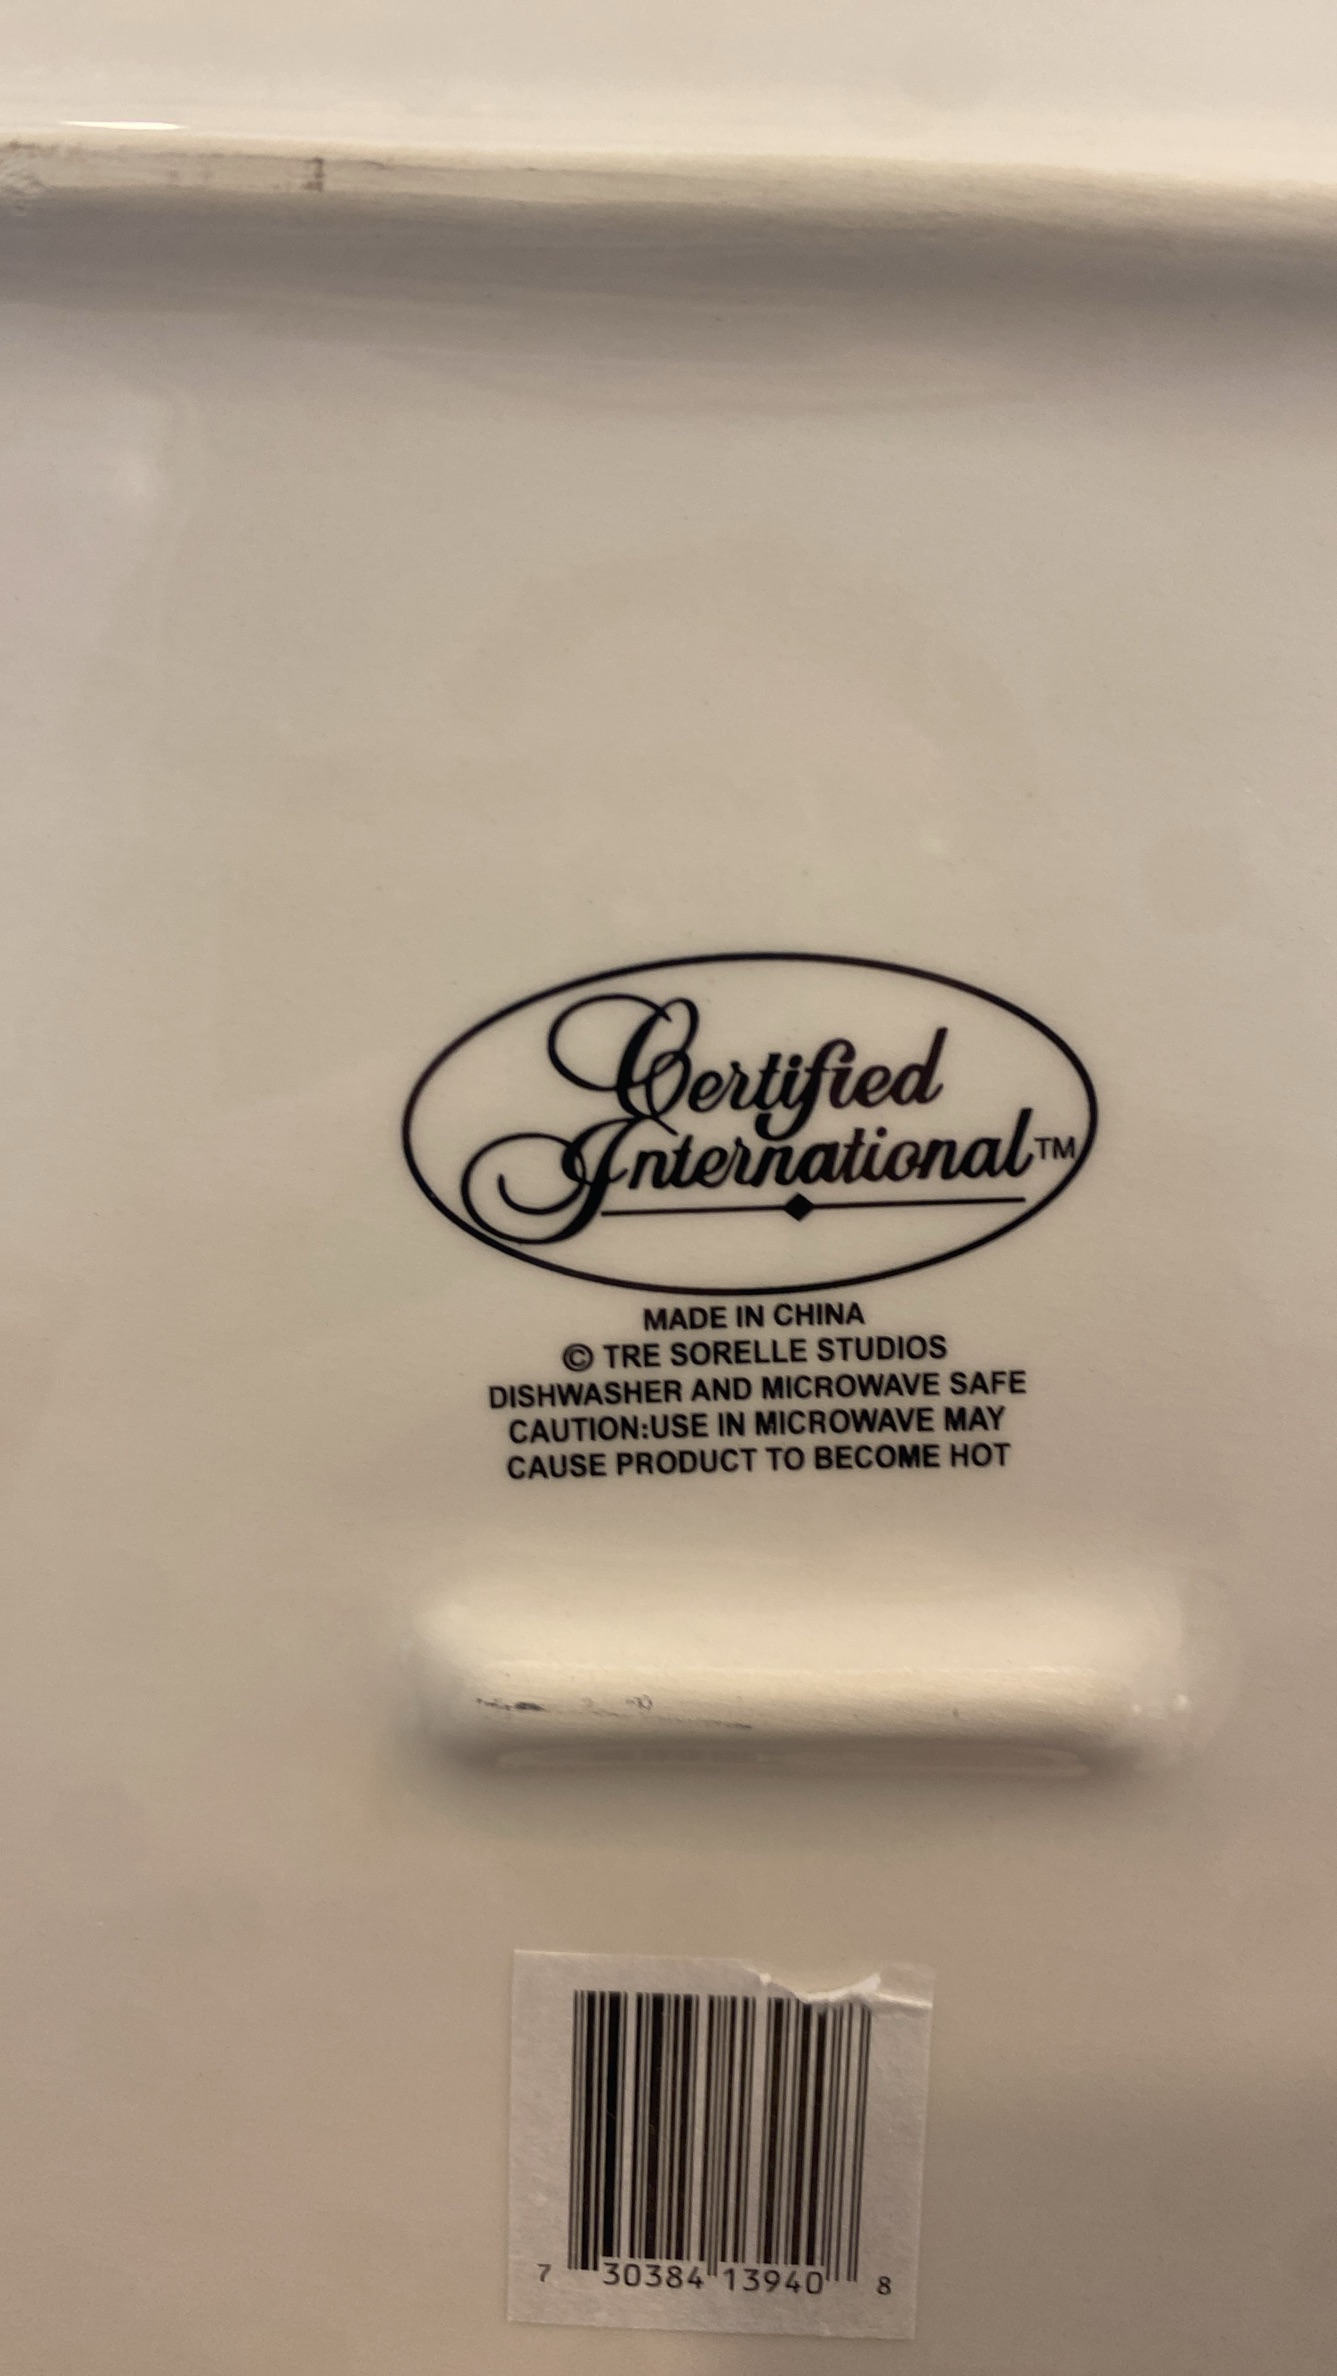 Certified
International™
MADE IN CHINA
© TRE SORELLE STUDIOS
DISHWASHER AND MICROWAVE SAFE
CAUTION:USE IN MICROWAVE MAY
CAUSE PRODUCT TO BECOME HOT
7 30384 13940 8